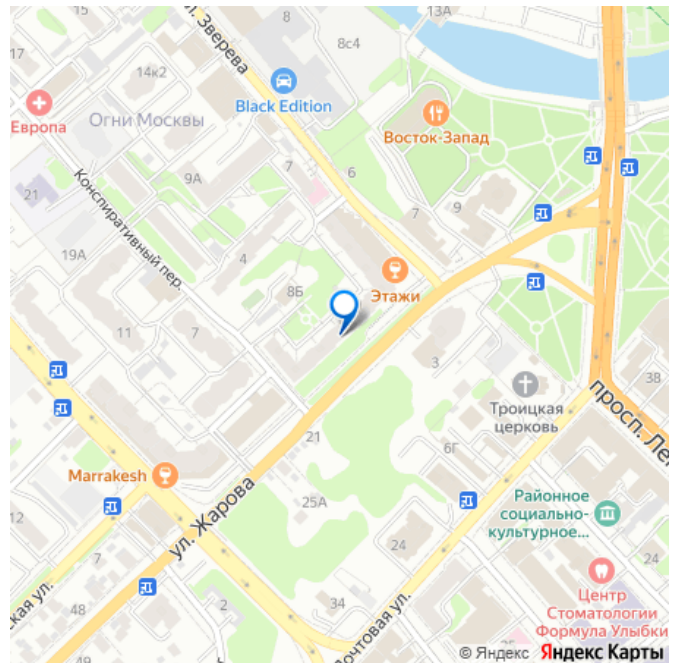 13А
17
8
л. Зверева
8с4
14к2
Black Edition
Европа
Огни Москвы
Восток-Запад
7
6
9А
21
7
9
Конспиративный пер.
19А
4
8Б
Этажи
11
7
3
38
Троицкая
церковь
просп. Ле
21
6Г
Marrakesh
25А
Районное
социально-
культурное...
12
ул. Жарова
7
24
24
Центр
Стоматологии
Формула Улыбки
ская ул.
48
2
34
Почтовая ул.
© Яндекс Яндекс Карты